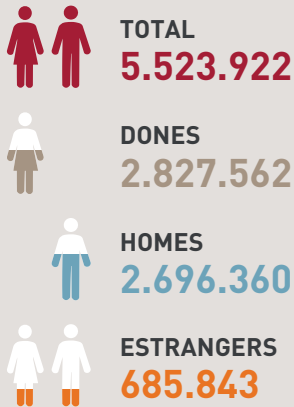 TOTAL
5.523.922
DONES
2.827.562
HOMES
2.696.360
ESTRANGERS
685.843